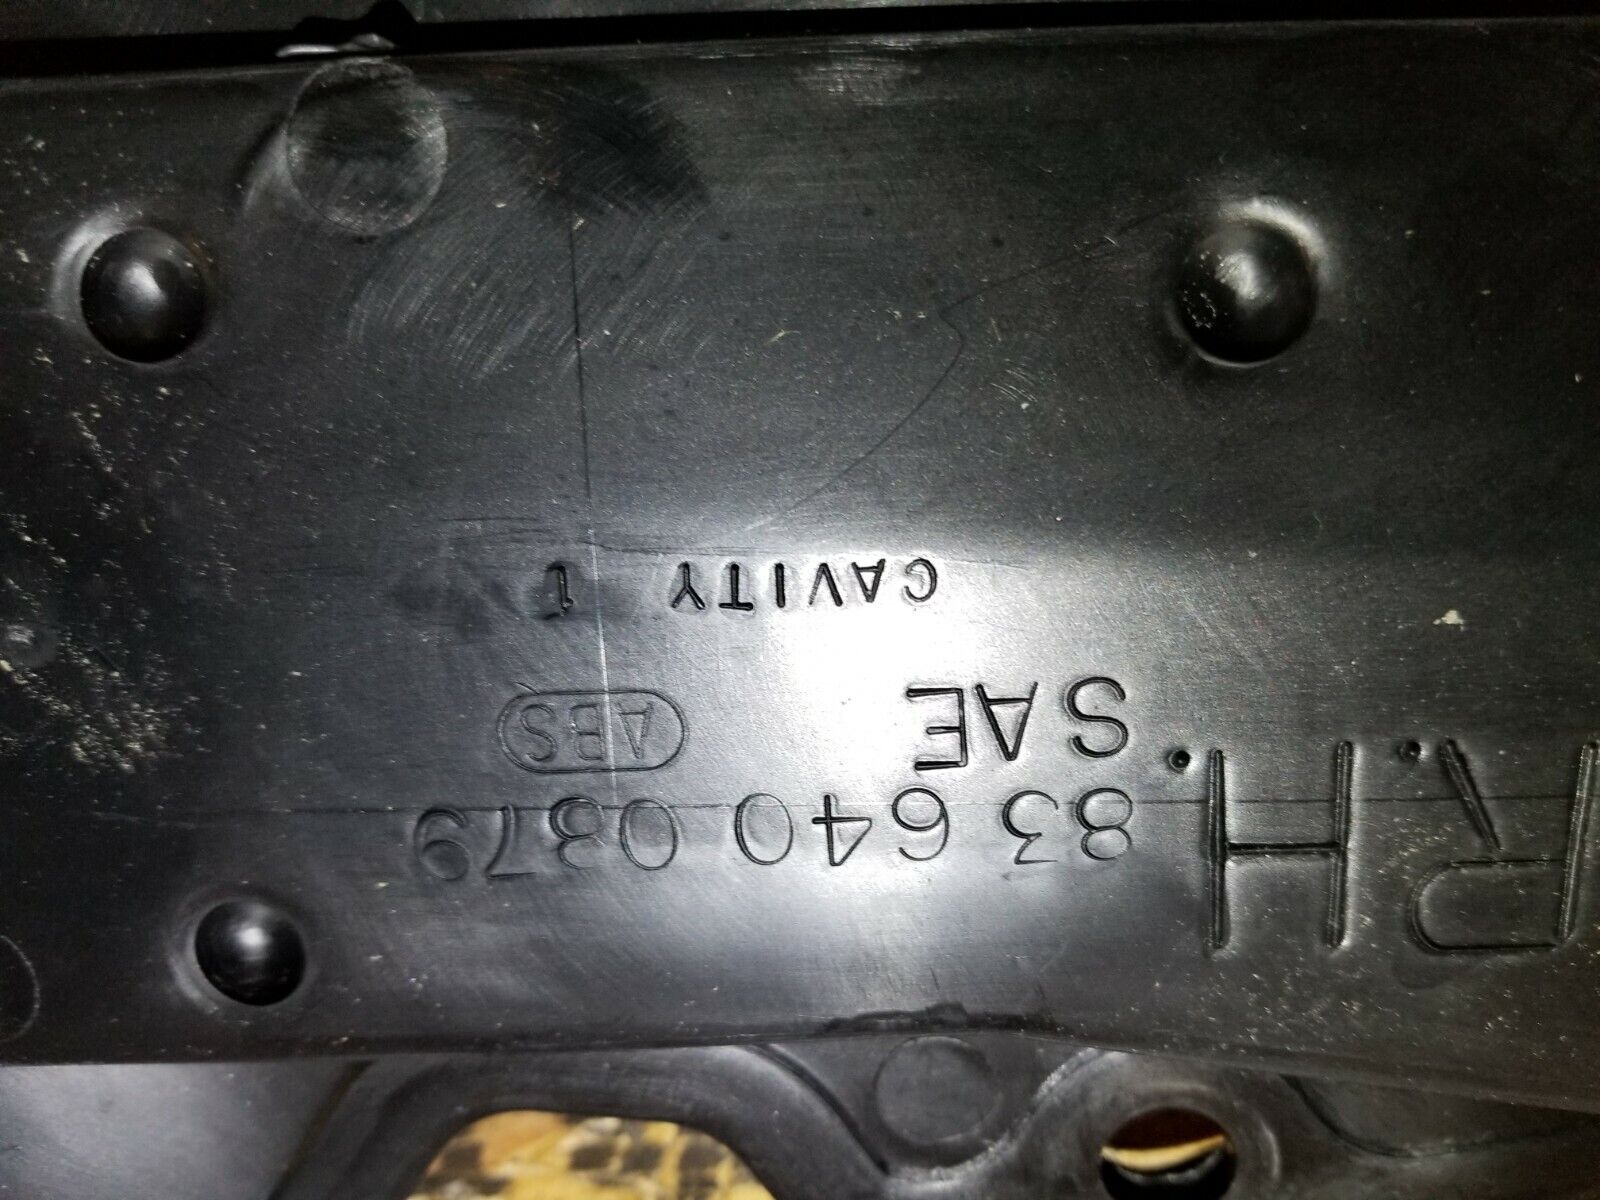 R.H.
83 640 0379
SAE ABS
CAVITY 1